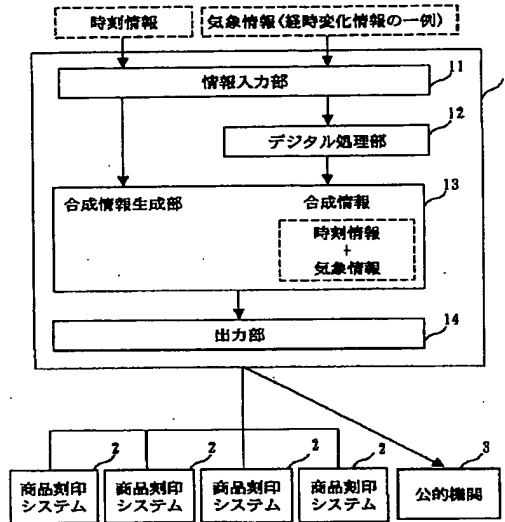 時刻情報
気象情報(経時変化情報の一例)
情報入力部
11
デジタル処理部
12
合成情報生成部
合成情報
13
時刻情報
+
気象情報
出力部
14
商品刻印
システム
2
商品刻印
システム
2
商品刻印
システム
2
商品刻印
システム
2
公的機関
3